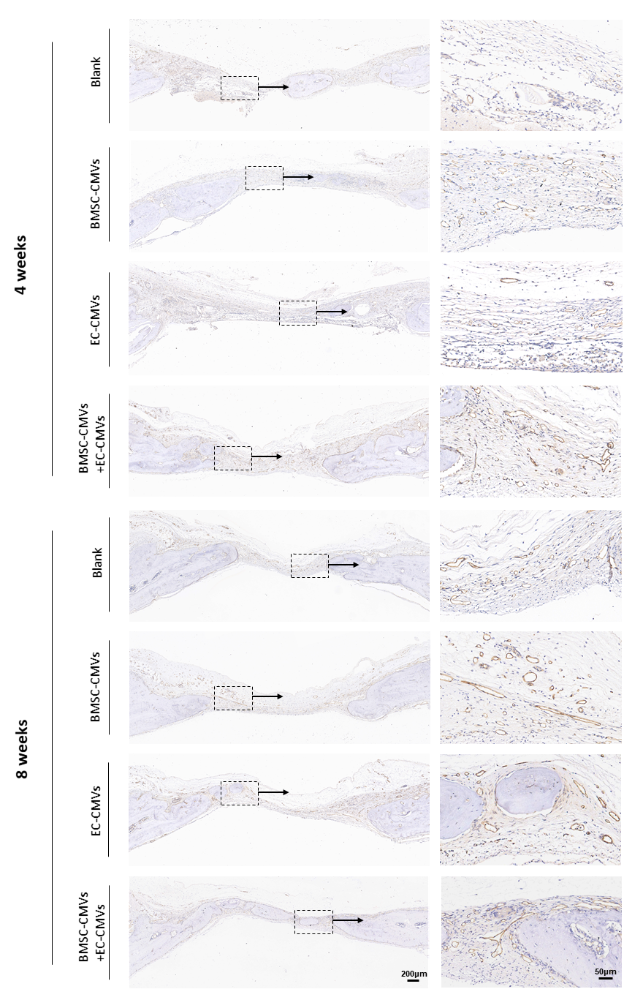 4 weeks
Blank
BMSC-CMVs
EC-CMVs
BMSC-CMVs
+EC-CMVs
8 weeks
Blank
BMSC-CMVs
EC-CMVs
BMSC-CMVs
+EC-CMVs
200μm
50μm